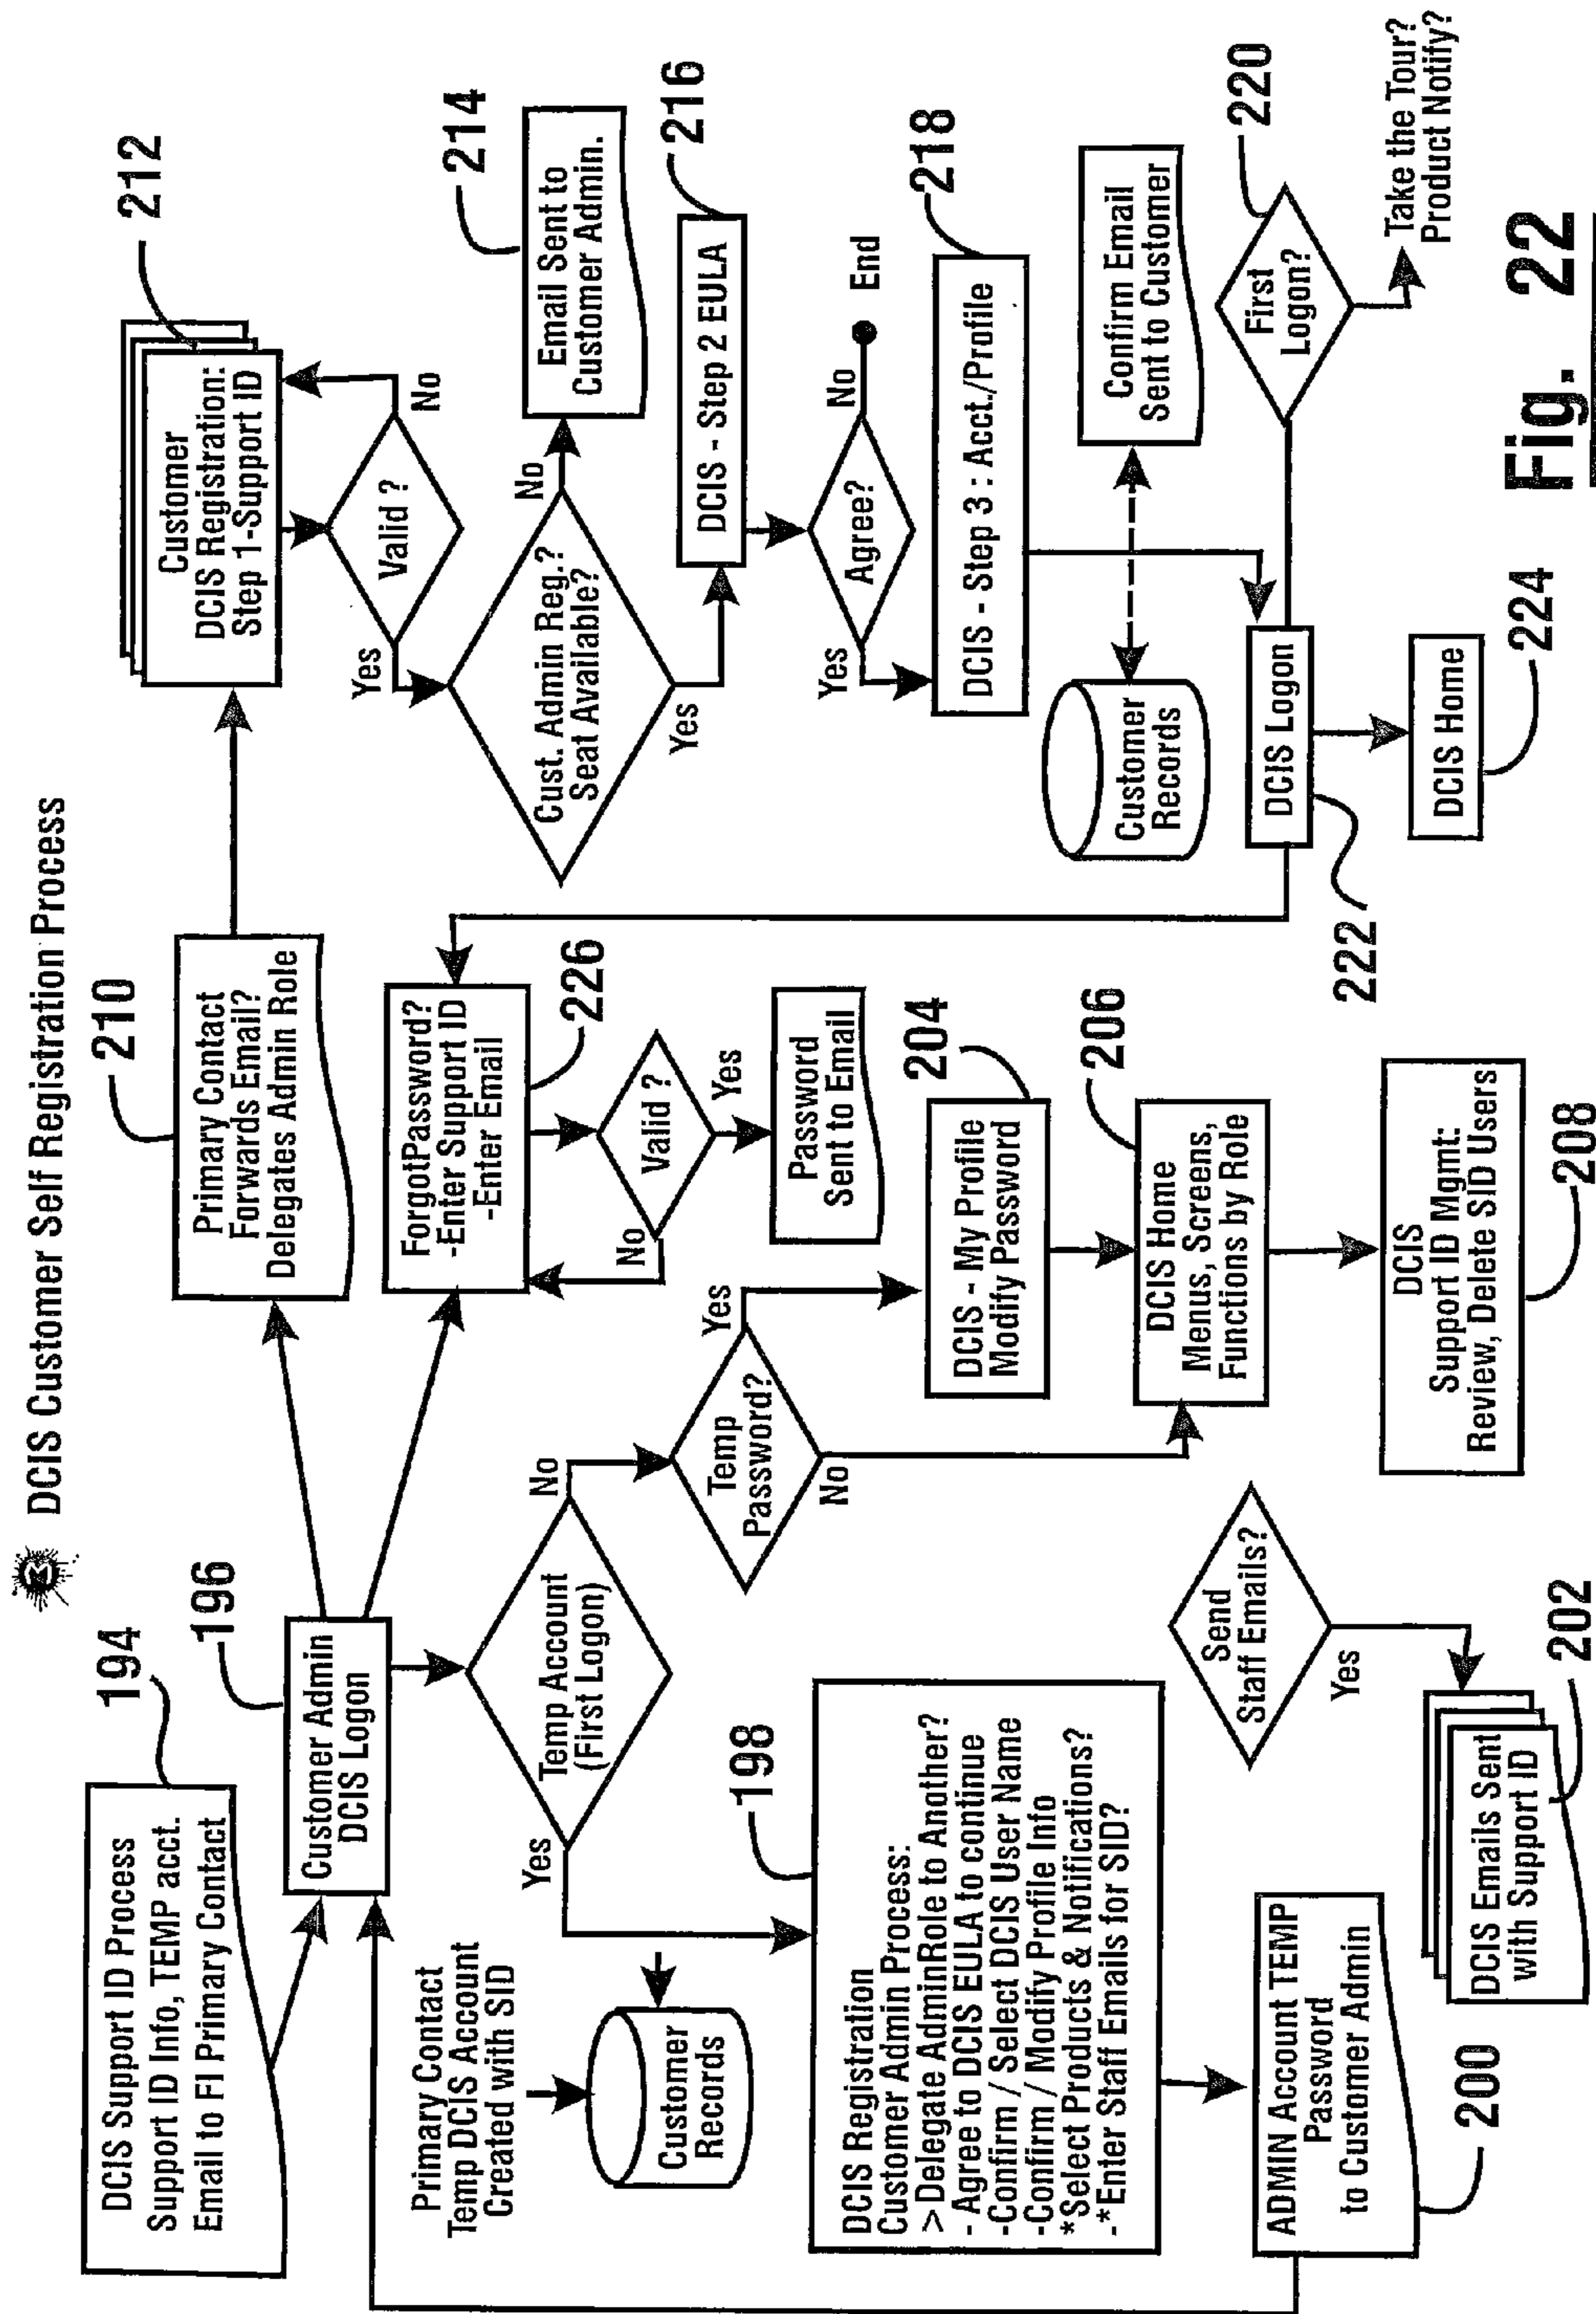 DCIS Customer Self Registration Process
194
DCIS Support ID Process
Support ID Info, TEMP acct.
Email to FI Primary Contact
196
Customer Admin
DCIS Logon
Primary Contact
Temp DCIS Account
Created with SID
Customer
Records
Temp Account
(First Logon)
Yes
No
198
DCIS Registration
Customer Admin Process:
> Delegate AdminRole to Another?
- Agree to DCIS EULA to continue
-Confirm / Select DCIS User Name
-Confirm / Modify Profile Info
*Select Products & Notifications?
-*Enter Staff Emails for SID?
ADMIN Account TEMP
Password
to Customer Admin
200
Send
Staff Emails?
Yes
DCIS Emails Sent
with Support ID
202
210
Primary Contact
Forwards Email?
Delegates Admin Role
ForgotPassword?
-Enter Support ID
-Enter Email
226
Valid ?
No
Yes
Password
Sent to Email
Temp
Password?
Yes
No
204
DCIS - My Profile
Modify Password
206
DCIS Home
Menus, Screens,
Functions by Role
DCIS
Support ID Mgmt:
Review, Delete SID Users
208
212
Customer
DCIS Registration:
Step 1-Support ID
Valid ?
Yes
No
Cust. Admin Reg.?
Seat Available?
No
Yes
214
Email Sent to
Customer Admin.
216
DCIS - Step 2 EULA
Agree?
Yes
No
End
218
DCIS - Step 3 : Acct./Profile
Customer
Records
Confirm Email
Sent to Customer
DCIS Logon
222
First
Logon?
220
Take the Tour?
Product Notify?
DCIS Home
224
Fig. 22
M